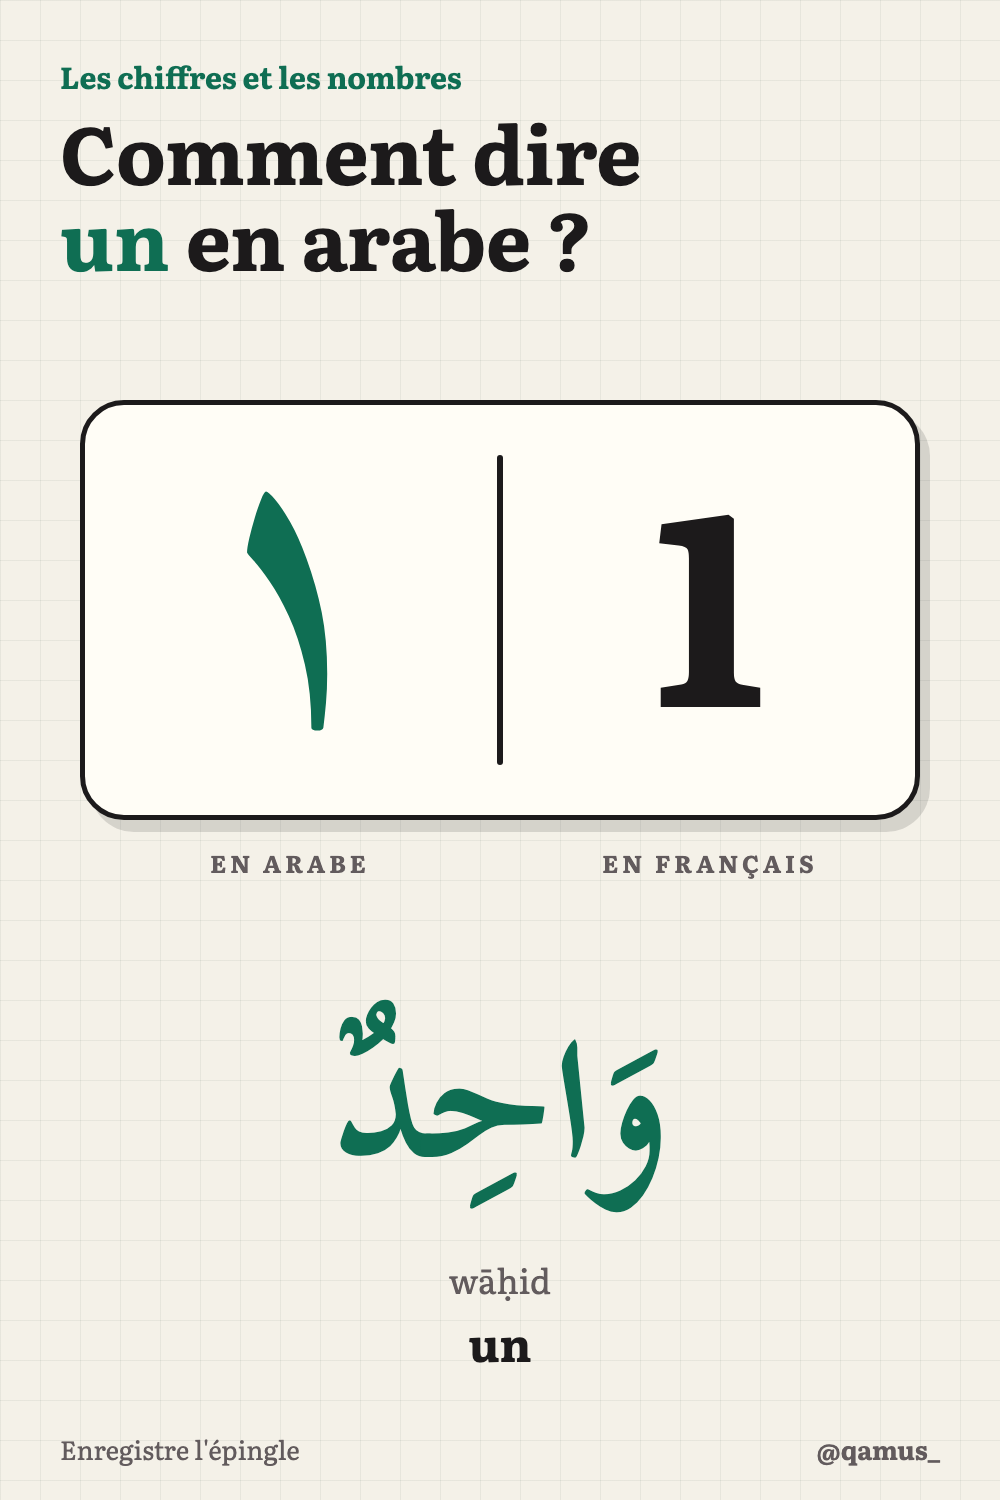 Les chiffres et les nombres
Comment dire
un en arabe ?
١ 1
EN ARABE EN FRANÇAIS
وَاحِدٌ
wāḥid
un
Enregistre l'épingle @qamus_